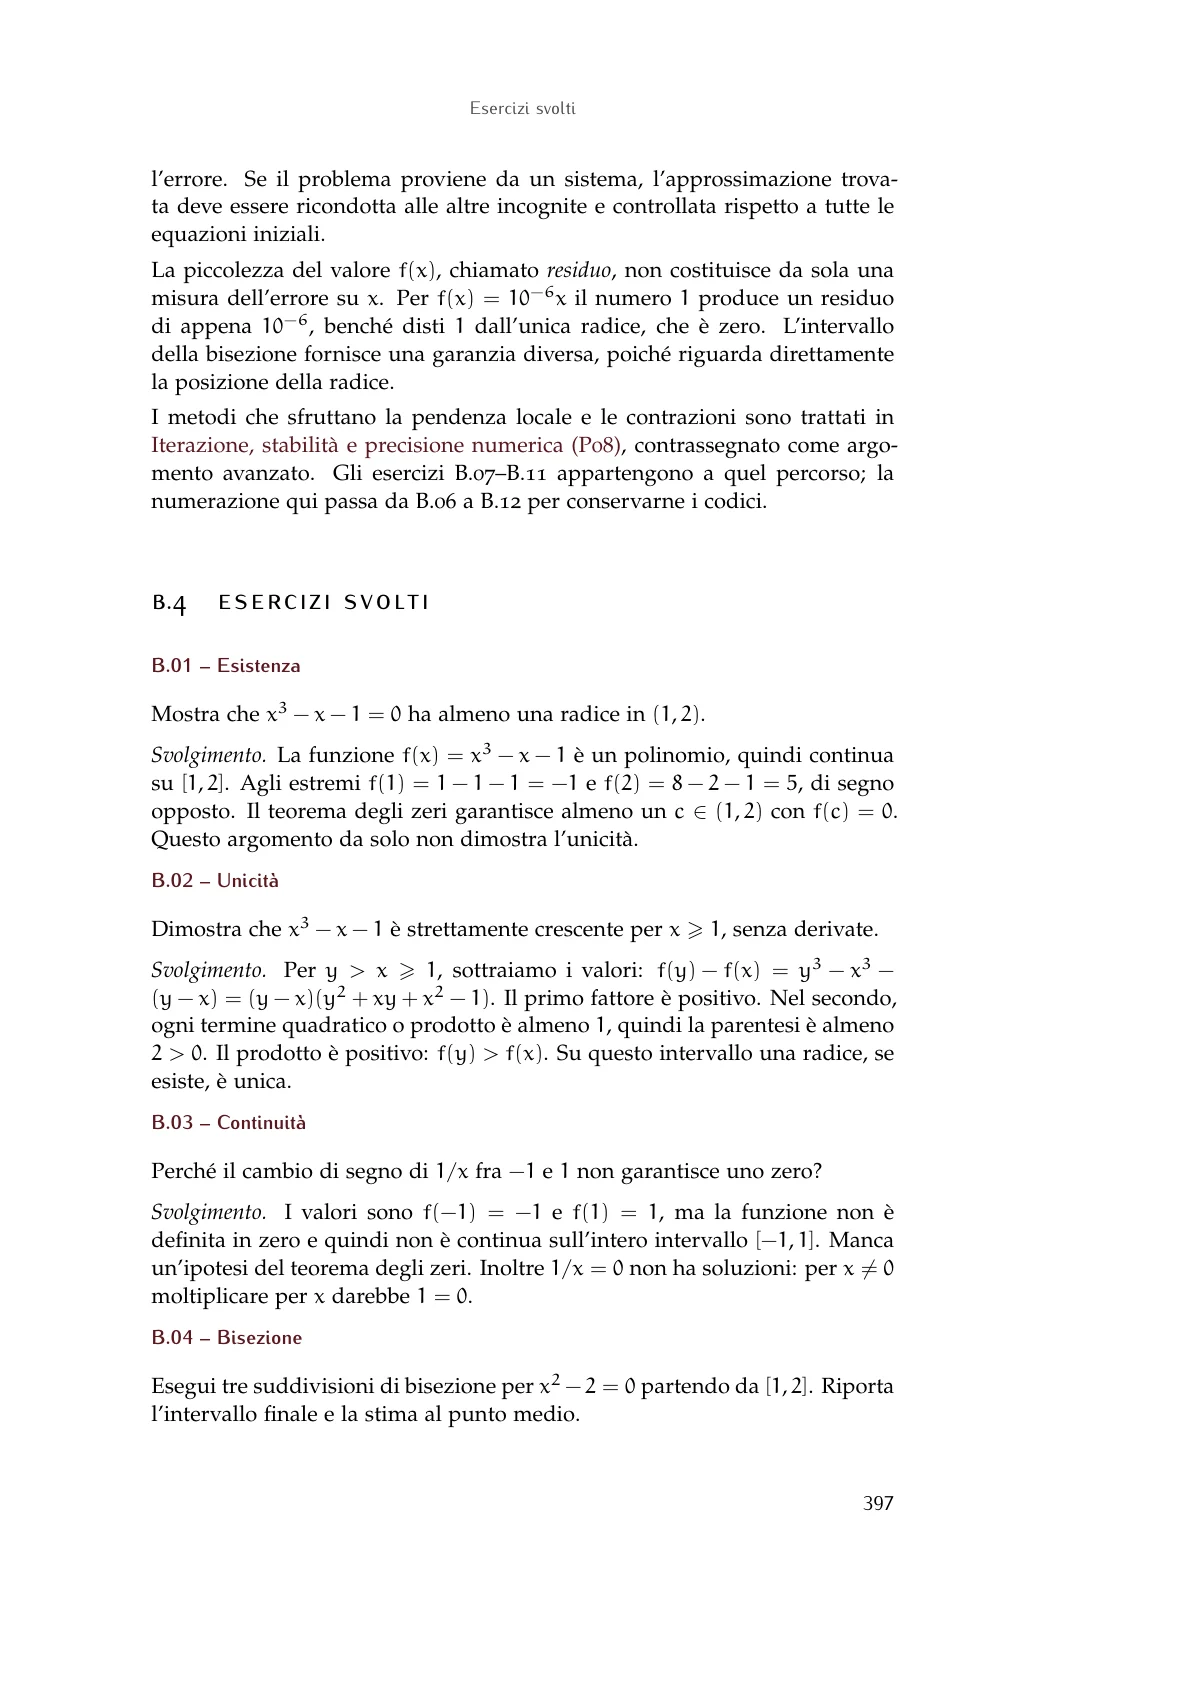 Esercizi svolti
l'errore. Se il problema proviene da un sistema, l'approssimazione trova-
ta deve essere ricondotta alle altre incognite e controllata rispetto a tutte le
equazioni iniziali.
La piccolezza del valore f(x), chiamato residuo, non costituisce da sola una
misura dell'errore su x. Per f(x) = 10⁻⁶x il numero 1 produce un residuo
di appena 10⁻⁶, benché disti 1 dall'unica radice, che è zero. L'intervallo
della bisezione fornisce una garanzia diversa, poiché riguarda direttamente
la posizione della radice.
I metodi che sfruttano la pendenza locale e le contrazioni sono trattati in
Iterazione, stabilità e precisione numerica (P08), contrassegnato come argo-
mento avanzato. Gli esercizi B.07–B.11 appartengono a quel percorso; la
numerazione qui passa da B.06 a B.12 per conservarne i codici.
B.4 ESERCIZI SVOLTI
B.01 – Esistenza
Mostra che x³ − x − 1 = 0 ha almeno una radice in (1, 2).
Svolgimento. La funzione f(x) = x³ − x − 1 è un polinomio, quindi continua
su [1, 2]. Agli estremi f(1) = 1 − 1 − 1 = −1 e f(2) = 8 − 2 − 1 = 5, di segno
opposto. Il teorema degli zeri garantisce almeno un c ∈ (1, 2) con f(c) = 0.
Questo argomento da solo non dimostra l'unicità.
B.02 – Unicità
Dimostra che x³ − x − 1 è strettamente crescente per x ⩾ 1, senza derivate.
Svolgimento. Per y > x ⩾ 1, sottraiamo i valori: f(y) − f(x) = y³ − x³ −
(y − x) = (y − x)(y² + xy + x² − 1). Il primo fattore è positivo. Nel secondo,
ogni termine quadratico o prodotto è almeno 1, quindi la parentesi è almeno
2 > 0. Il prodotto è positivo: f(y) > f(x). Su questo intervallo una radice, se
esiste, è unica.
B.03 – Continuità
Perché il cambio di segno di 1/x fra −1 e 1 non garantisce uno zero?
Svolgimento. I valori sono f(−1) = −1 e f(1) = 1, ma la funzione non è
definita in zero e quindi non è continua sull'intero intervallo [−1, 1]. Manca
un'ipotesi del teorema degli zeri. Inoltre 1/x = 0 non ha soluzioni: per x ≠ 0
moltiplicare per x darebbe 1 = 0.
B.04 – Bisezione
Esegui tre suddivisioni di bisezione per x² − 2 = 0 partendo da [1, 2]. Riporta
l'intervallo finale e la stima al punto medio.
397